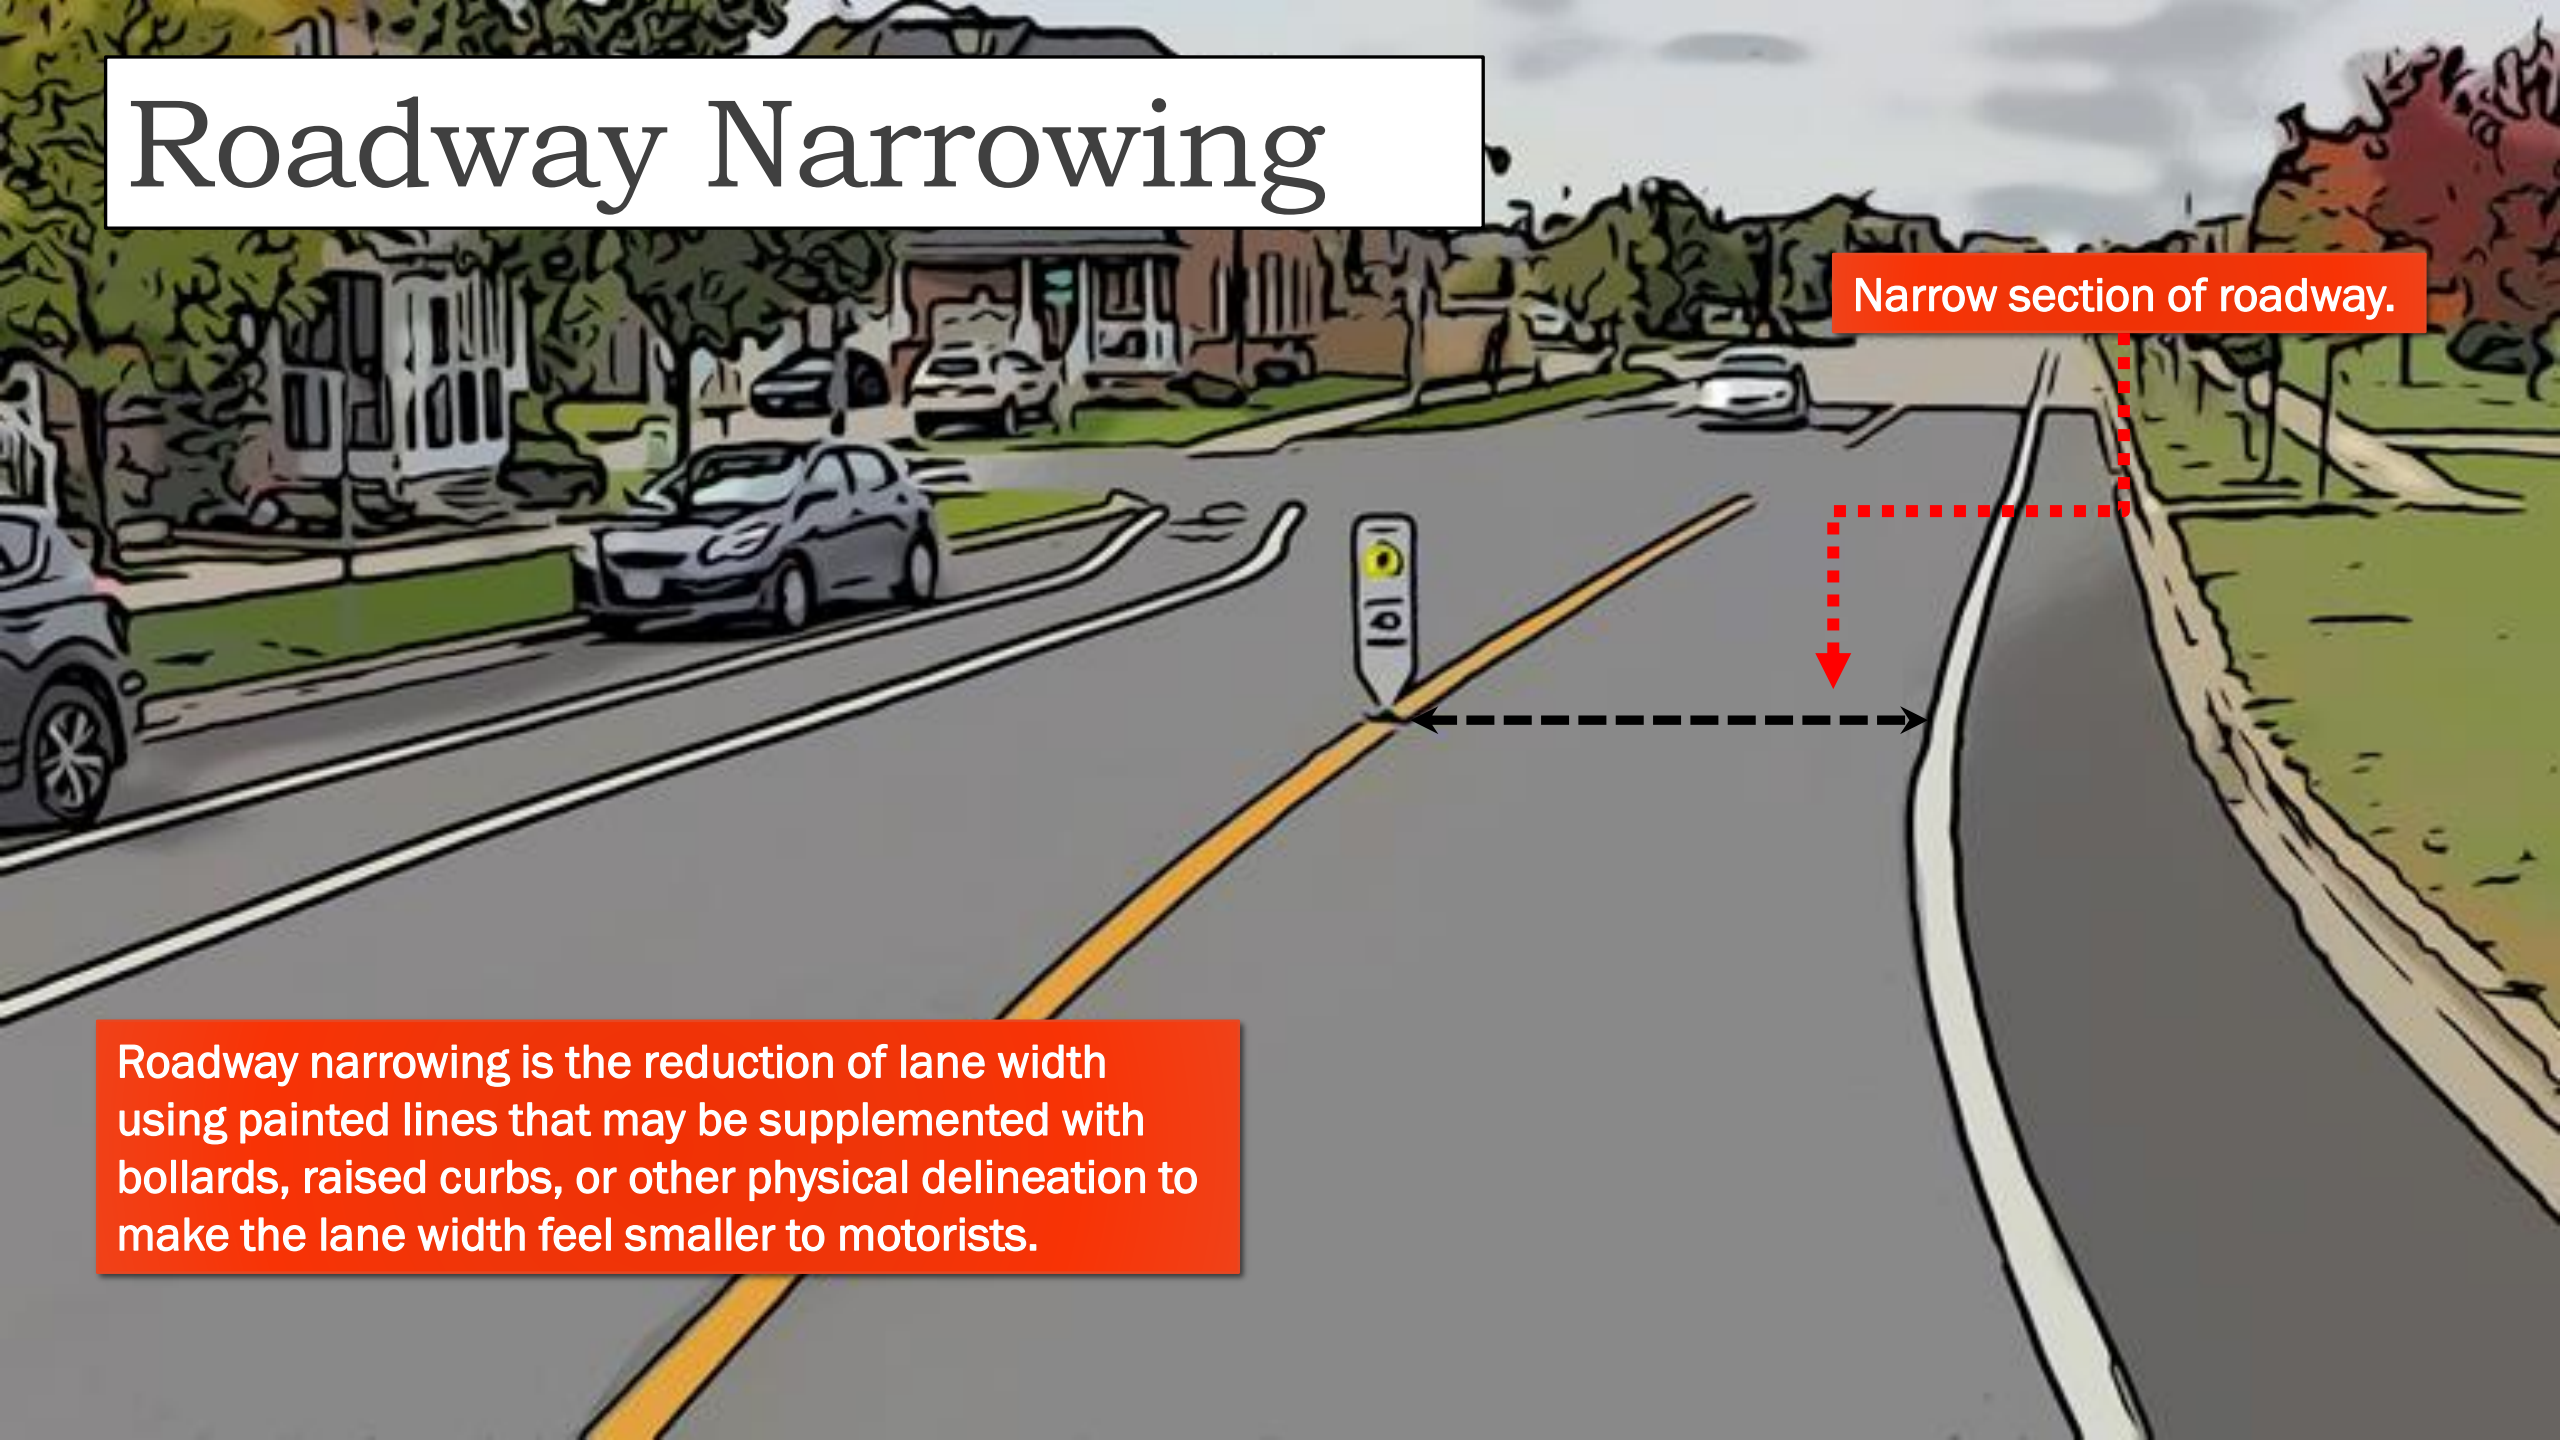 Roadway Narrowing
Narrow section of roadway.
Roadway narrowing is the reduction of lane width
using painted lines that may be supplemented with
bollards, raised curbs, or other physical delineation to
make the lane width feel smaller to motorists.